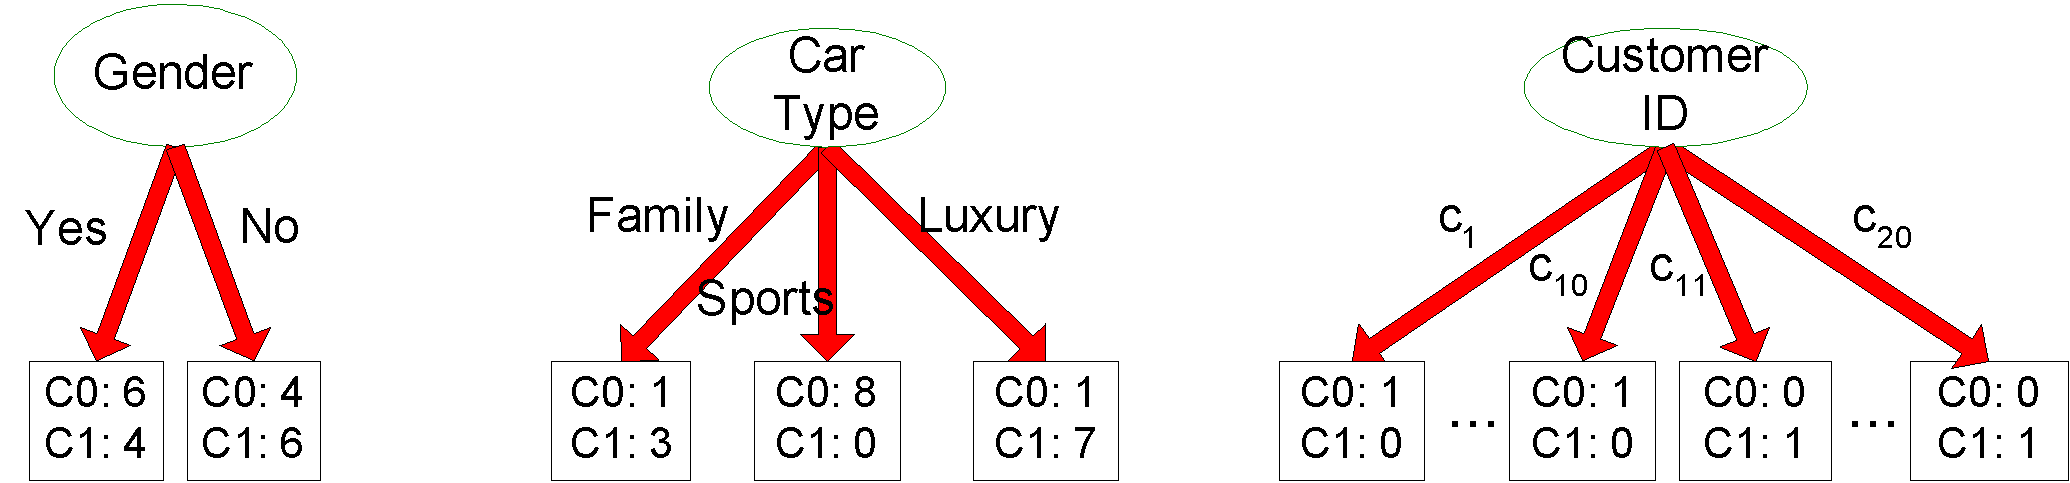 Gender
Yes
No
C0: 6
C1: 4
C0: 4
C1: 6
Car
Type
Family
Sports
Luxury
C0: 1
C1: 3
C0: 8
C1: 0
C0: 1
C1: 7
Customer
ID
c1
c10
c11
c20
C0: 1
C1: 0
...
C0: 1
C1: 0
C0: 0
C1: 1
...
C0: 0
C1: 1